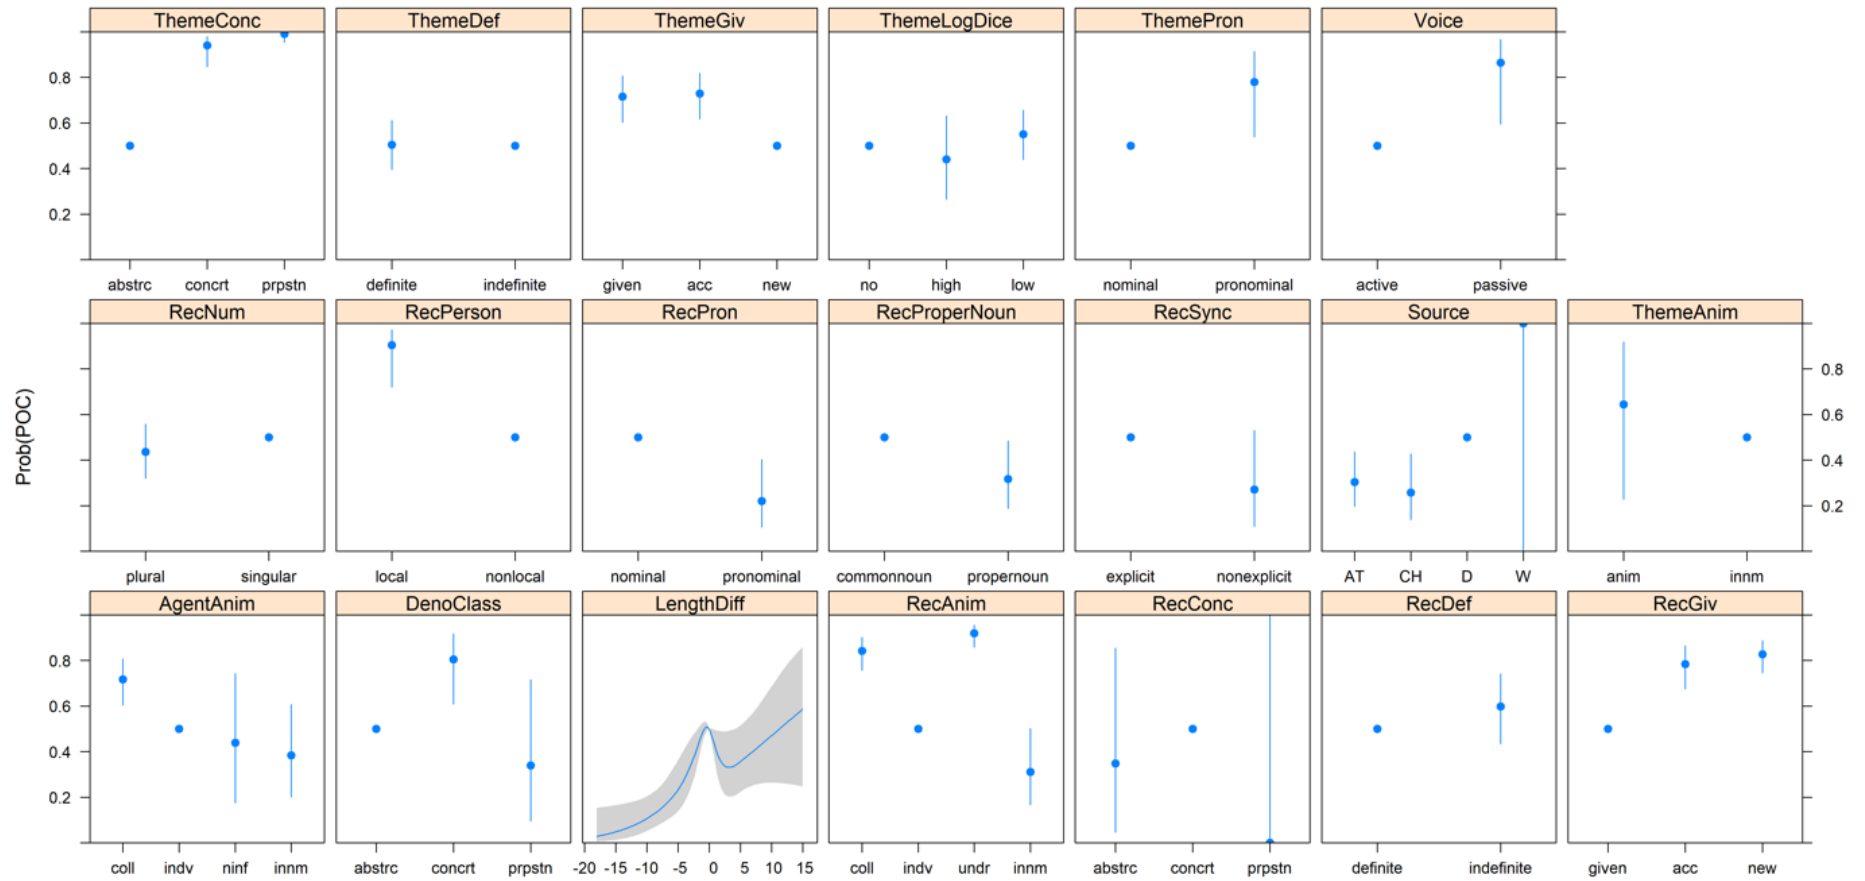 ThemeConc ThemeDef ThemeGiv ThemeLogDice ThemePron Voice
0.8
0.6
0.4
0.2
abstrc concrt prpstn definite indefinite given acc new no high low nominal pronominal active passive
RecNum RecPerson RecPron RecProperNoun RecSync Source ThemeAnim
Prob(POC)
0.8
0.6
0.4
0.2
plural singular local nonlocal nominal pronominal commonnoun propernoun explicit nonexplicit AT CH D W anim innm
AgentAnim DenoClass LengthDiff RecAnim RecConc RecDef RecGiv
0.8
0.6
0.4
0.2
coll indv ninf innm abstrc concrt prpstn -20 -15 -10 -5 0 5 10 15 coll indv undr innm abstrc concrt prpstn definite indefinite given acc new